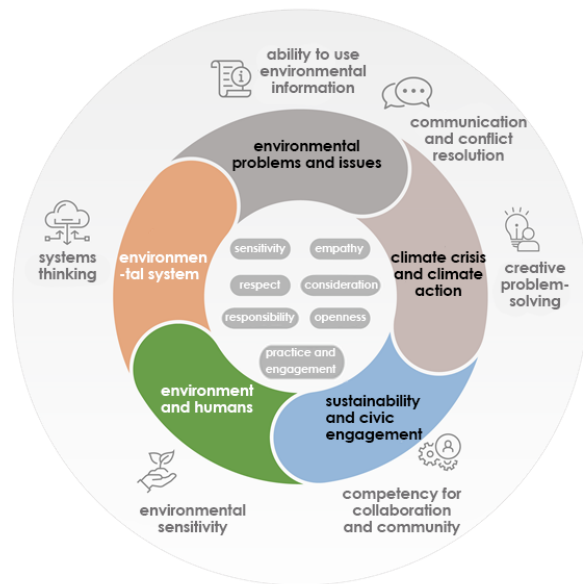 ability to use
environmental
information
communication
and conflict
resolution
environmental
problems and issues
systems
thinking
environmen
-tal system
sensitivity
empathy
climate crisis
and climate
action
creative
problem-
solving
respect
consideration
responsibility
openness
practice and
engagement
environment
and humans
sustainability
and civic
engagement
environmental
sensitivity
competency for
collaboration
and community